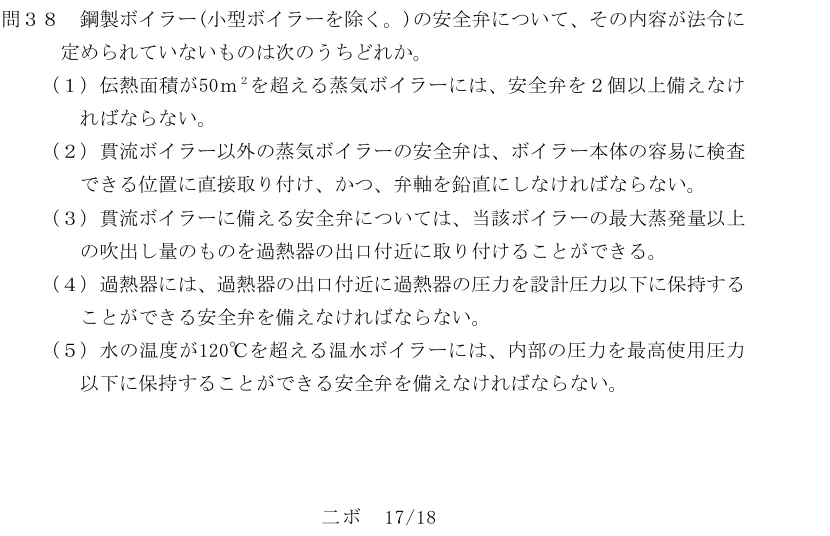 問３８　鋼製ボイラー(小型ボイラーを除く。)の安全弁について、その内容が法令に
定められていないものは次のうちどれか。
（１）伝熱面積が50ｍ²を超える蒸気ボイラーには、安全弁を２個以上備えなけ
ればならない。
（２）貫流ボイラー以外の蒸気ボイラーの安全弁は、ボイラー本体の容易に検査
できる位置に直接取り付け、かつ、弁軸を鉛直にしなければならない。
（３）貫流ボイラーに備える安全弁については、当該ボイラーの最大蒸発量以上
の吹出し量のものを過熱器の出口付近に取り付けることができる。
（４）過熱器には、過熱器の出口付近に過熱器の圧力を設計圧力以下に保持する
ことができる安全弁を備えなければならない。
（５）水の温度が120℃を超える温水ボイラーには、内部の圧力を最高使用圧力
以下に保持することができる安全弁を備えなければならない。
二ボ　17/18